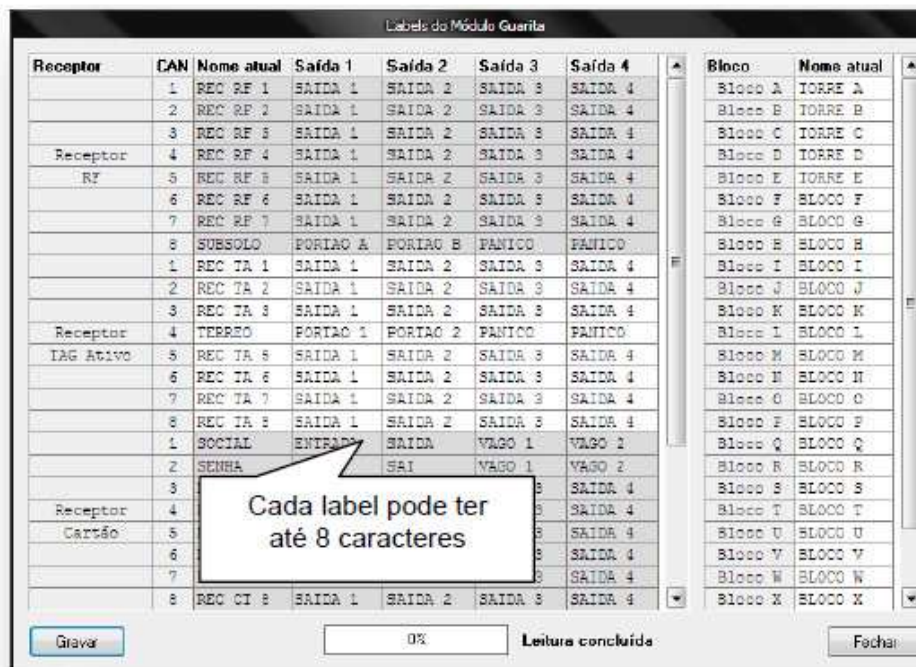 Labels do Módulo Guarita
Receptor CAN Nome atual Saída 1 Saída 2 Saída 3 Saída 4 Bloco Nome atual
1 REC RF 1 SAIDA 1 SAIDA 2 SAIDA 3 SAIDA 4 Bloco A TORRE A
2 REC RF 2 SAIDA 1 SAIDA 2 SAIDA 3 SAIDA 4 Bloco B TORRE B
3 REC RF 3 SAIDA 1 SAIDA 2 SAIDA 3 SAIDA 4 Bloco C TORRE C
Receptor 4 REC RF 4 SAIDA 1 SAIDA 2 SAIDA 3 SAIDA 4 Bloco D TORRE D
RF 5 REC RF 5 SAIDA 1 SAIDA 2 SAIDA 3 SAIDA 4 Bloco E TORRE E
6 REC RF 6 SAIDA 1 SAIDA 2 SAIDA 3 SAIDA 4 Bloco F BLOCO F
7 REC RF 7 SAIDA 1 SAIDA 2 SAIDA 3 SAIDA 4 Bloco G BLOCO G
8 SUBSOLO PORTAO A PORTAO B PANICO PANICO Bloco H BLOCO H
1 REC TA 1 SAIDA 1 SAIDA 2 SAIDA 3 SAIDA 4 Bloco I BLOCO I
2 REC TA 2 SAIDA 1 SAIDA 2 SAIDA 3 SAIDA 4 Bloco J BLOCO J
3 REC TA 3 SAIDA 1 SAIDA 2 SAIDA 3 SAIDA 4 Bloco K BLOCO K
Receptor 4 TERREO PORTAO 1 PORTAO 2 PANICO PANICO Bloco L BLOCO L
TAG Ativo 5 REC TA 5 SAIDA 1 SAIDA 2 SAIDA 3 SAIDA 4 Bloco M BLOCO M
6 REC TA 6 SAIDA 1 SAIDA 2 SAIDA 3 SAIDA 4 Bloco N BLOCO N
7 REC TA 7 SAIDA 1 SAIDA 2 SAIDA 3 SAIDA 4 Bloco O BLOCO O
8 REC TA 8 SAIDA 1 SAIDA 2 SAIDA 3 SAIDA 4 Bloco P BLOCO P
1 SOCIAL SAIDA VAGO 1 VAGO 2 Bloco Q BLOCO Q
2 SENHA SAI VAGO 1 VAGO 2 Bloco R BLOCO R
3 3 SAIDA 4 Bloco S BLOCO S
Receptor 4 SAIDA 4 Bloco T BLOCO T
Cartão 5 3 SAIDA 4 Bloco U BLOCO U
6 3 SAIDA 4 Bloco V BLOCO V
7 3 SAIDA 4 Bloco W BLOCO W
8 REC CT 8 SAIDA 1 SAIDA 2 SAIDA 3 SAIDA 4 Bloco X BLOCO X
Cada label pode ter
até 8 caracteres
Gravar 0% Leitura concluída Fechar